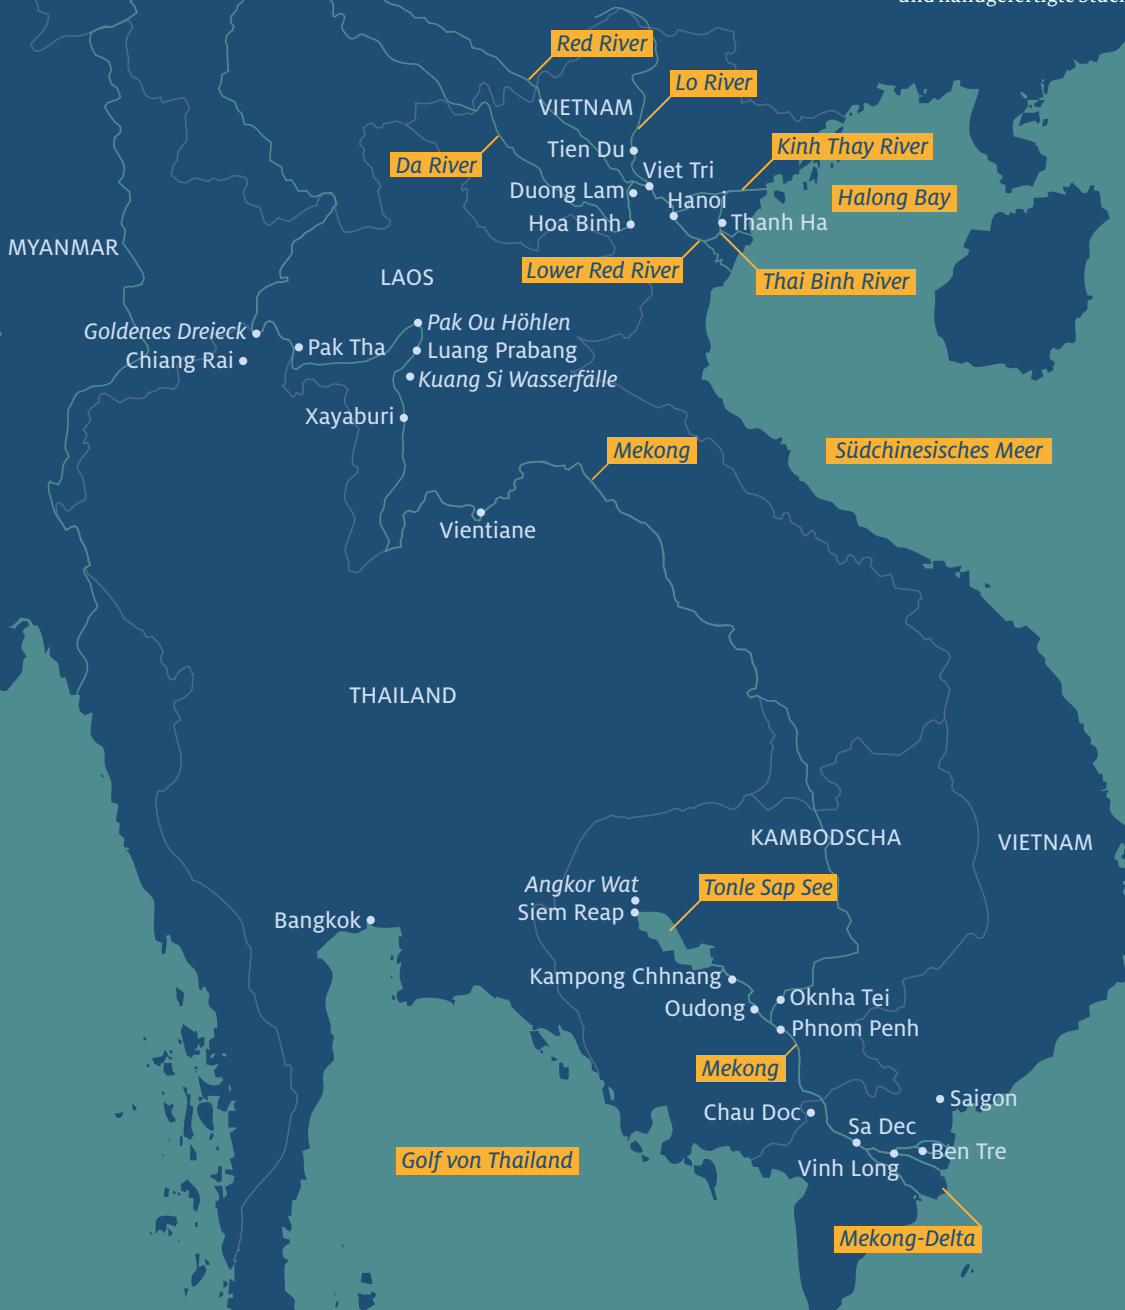 und handgefertigte Stück
Red River
Lo River
VIETNAM
Kinh Thay River
Tien Du
Da River
Viet Tri
Duong Lam
Halong Bay
Hanoi
Hoa Binh
Thanh Ha
MYANMAR
Lower Red River
LAOS
Thai Binh River
Goldenes Dreieck
Pak Ou Höhlen
Chiang Rai
Pak Tha
Luang Prabang
Kuang Si Wasserfälle
Xayaburi
Mekong
Südchinesisches Meer
Vientiane
THAILAND
KAMBODSCHA
VIETNAM
Angkor Wat
Tonle Sap See
Siem Reap
Bangkok
Kampong Chhnang
Oknha Tei
Oudong
Phnom Penh
Mekong
Saigon
Chau Doc
Sa Dec
Ben Tre
Golf von Thailand
Vinh Long
Mekong-Delta